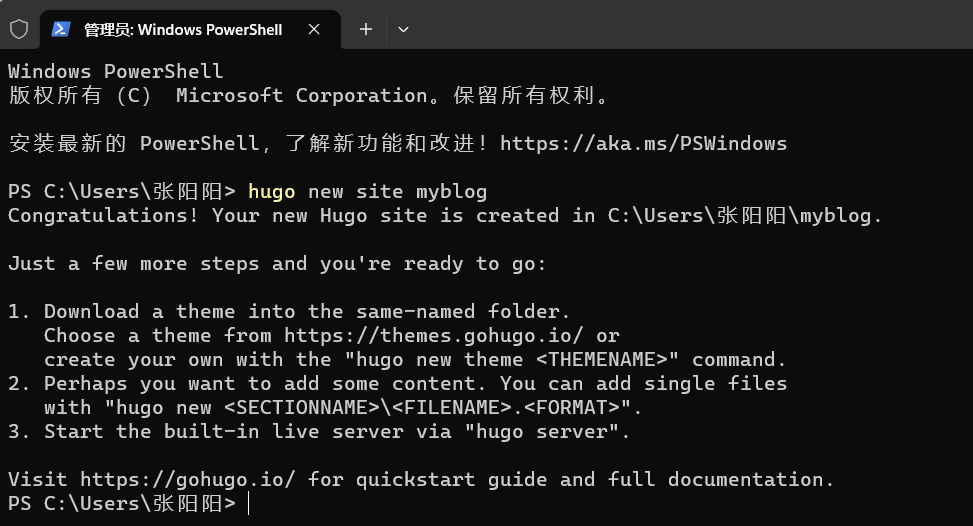 管理员: Windows PowerShell
Windows PowerShell
版权所有 (C) Microsoft Corporation。保留所有权利。
安装最新的 PowerShell，了解新功能和改进！https://aka.ms/PSWindows
PS C:\Users\张阳阳> hugo new site myblog
Congratulations! Your new Hugo site is created in C:\Users\张阳阳\myblog.
Just a few more steps and you're ready to go:
1. Download a theme into the same-named folder.
Choose a theme from https://themes.gohugo.io/ or
create your own with the "hugo new theme <THEMENAME>" command.
2. Perhaps you want to add some content. You can add single files
with "hugo new <SECTIONNAME>\<FILENAME>.<FORMAT>".
3. Start the built-in live server via "hugo server".
Visit https://gohugo.io/ for quickstart guide and full documentation.
PS C:\Users\张阳阳>